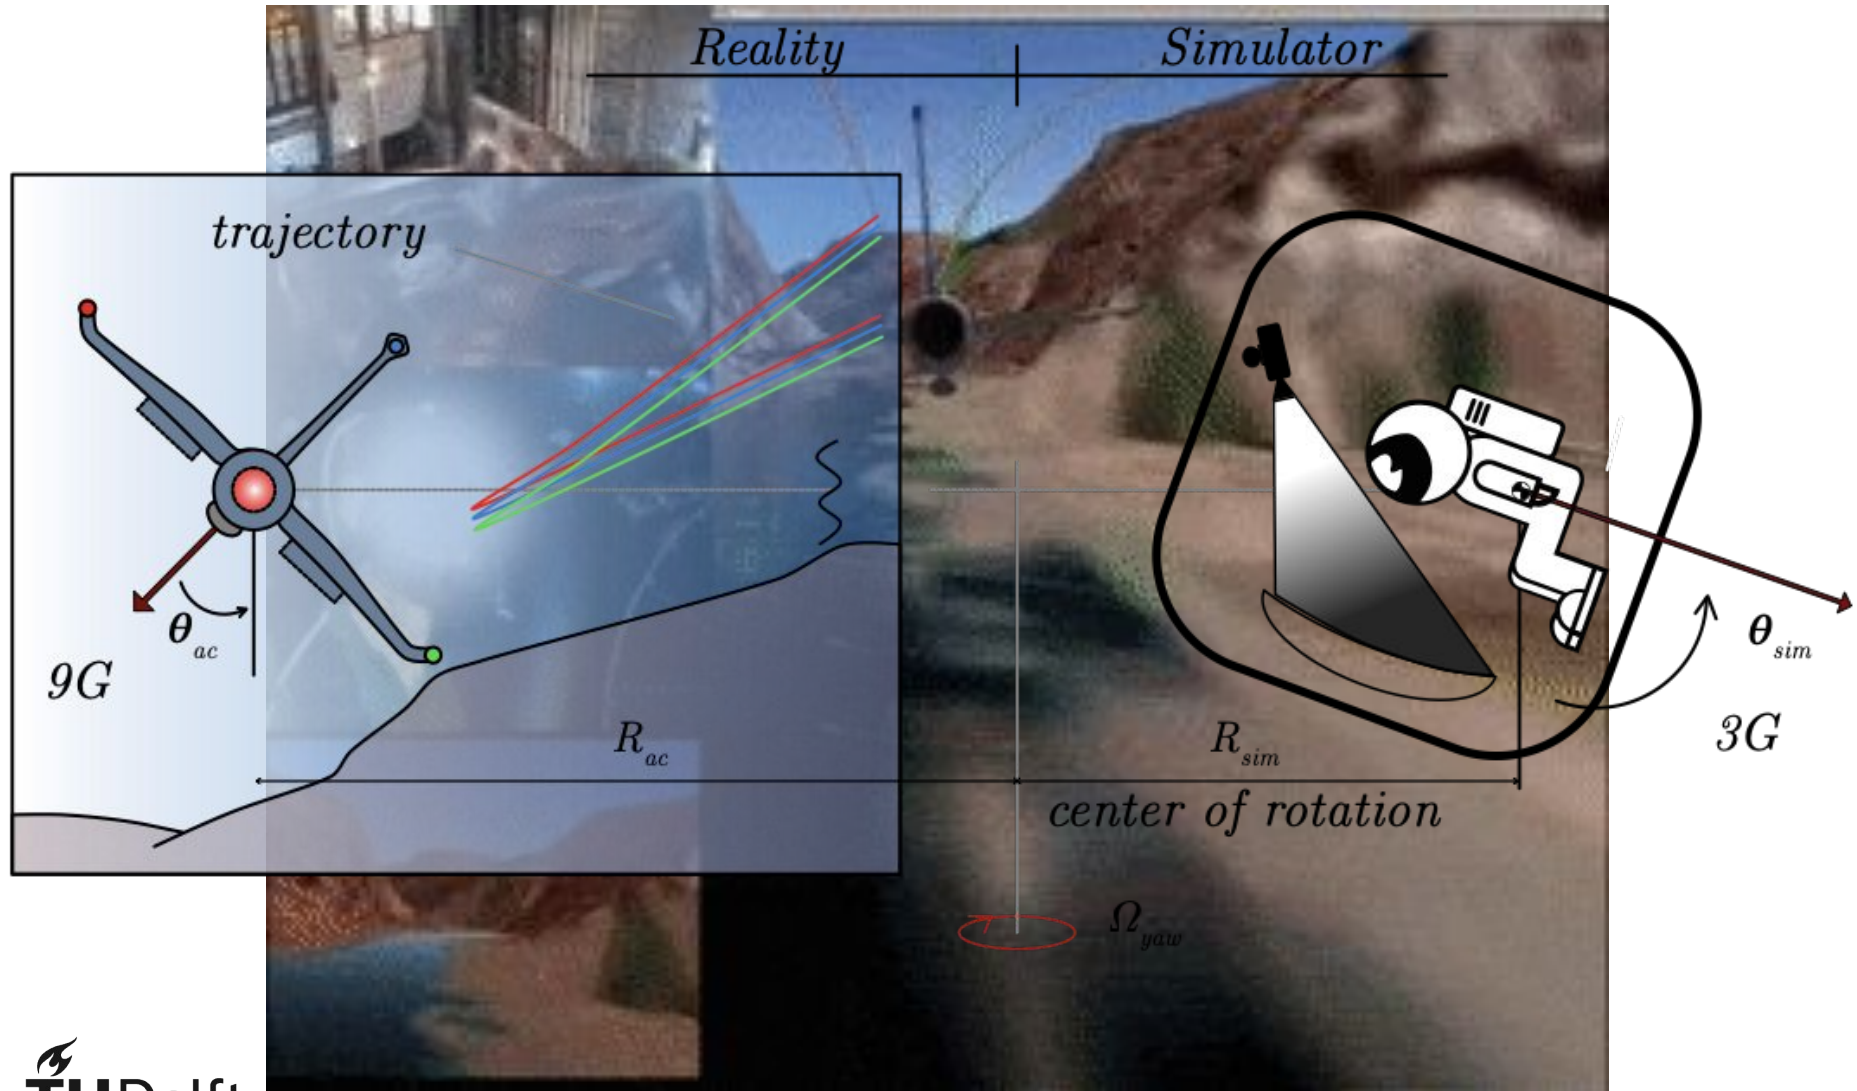 Reality
Simulator
trajectory
θac
9G
θsim
3G
Rac
Rsim
center of rotation
Ωyaw
TUDelft